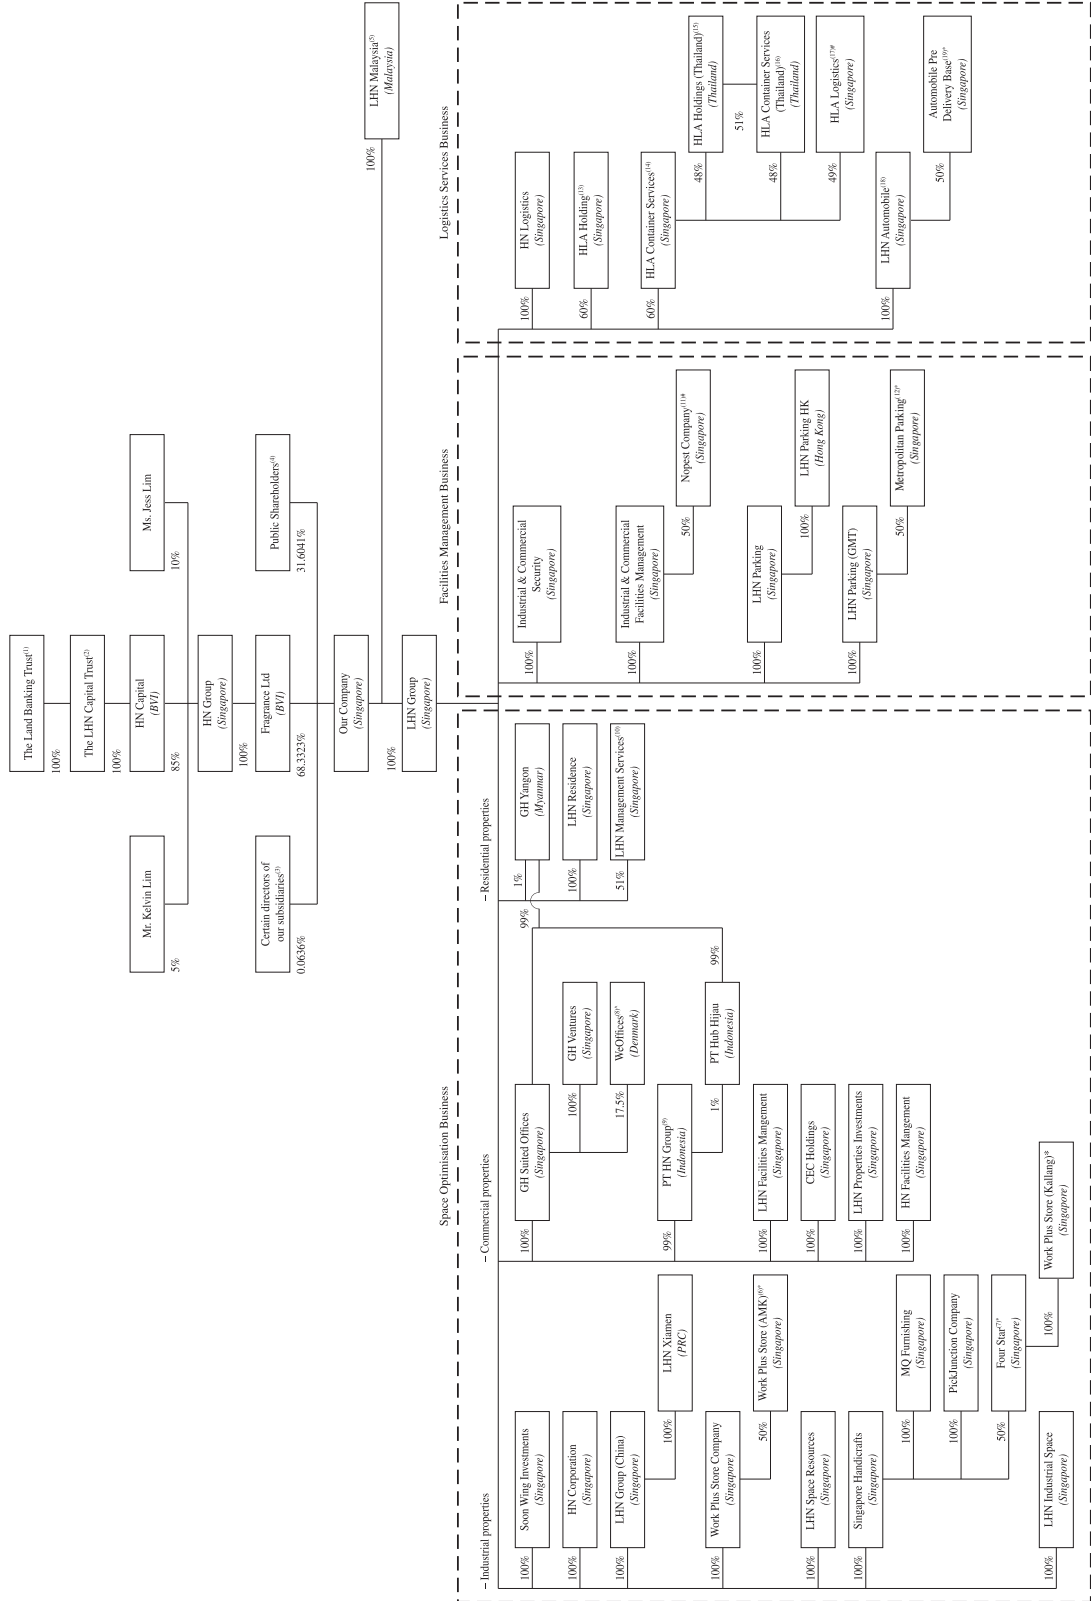 The Land Banking Trust(1)
100%
The LHN Capital Trust(2)
100%
Mr. Kelvin Lim
HN Capital
(BVI)
Ms. Jess Lim
5%
85%
10%
HN Group
(Singapore)
100%
Certain directors of
our subsidiaries(3)
Fragrance Ltd
(BVI)
Public Shareholders(4)
0.0636%
68.3323%
31.6041%
Our Company
(Singapore)
100%
LHN Malaysia(5)
(Malaysia)
100%
LHN Group
(Singapore)
Space Optimisation Business
Facilities Management Business
Logistics Services Business
– Industrial properties
– Commercial properties
– Residential properties
100%
Soon Wing Investments
(Singapore)
100%
HN Corporation
(Singapore)
100%
LHN Group (China)
(Singapore)
100%
LHN Xiamen
(PRC)
100%
Work Plus Store Company
(Singapore)
50%
Work Plus Store (AMK)(6)*
(Singapore)
100%
LHN Space Resources
(Singapore)
100%
Singapore Handicrafts
(Singapore)
100%
MQ Furnishing
(Singapore)
100%
PickJunction Company
(Singapore)
50%
Four Star(7)*
(Singapore)
100%
Work Plus Store (Kallang)*
(Singapore)
100%
LHN Industrial Space
(Singapore)
100%
GH Suited Offices
(Singapore)
100%
GH Ventures
(Singapore)
17.5%
WeOffices(8)*
(Denmark)
99%
PT HN Group(9)
(Indonesia)
1%
PT Hub Hijau
(Indonesia)
99%
100%
LHN Facilities Mangement
(Singapore)
100%
CEC Holdings
(Singapore)
100%
LHN Properties Investments
(Singapore)
100%
HN Facilities Mangement
(Singapore)
99%
1%
GH Yangon
(Myanmar)
100%
LHN Residence
(Singapore)
51%
LHN Management Services(10)
(Singapore)
100%
Industrial & Commercial
Security
(Singapore)
100%
Industrial & Commercial
Facilities Management
(Singapore)
50%
Nopest Company(11)#
(Singapore)
100%
LHN Parking
(Singapore)
100%
LHN Parking HK
(Hong Kong)
100%
LHN Parking (GMT)
(Singapore)
50%
Metropolitan Parking(12)*
(Singapore)
100%
HN Logistics
(Singapore)
60%
HLA Holding(13)
(Singapore)
60%
HLA Container Services(14)
(Singapore)
48%
HLA Holdings (Thailand)(15)
(Thailand)
51%
48%
HLA Container Services
(Thailand)(16)
(Thailand)
49%
HLA Logistics(17)#
(Singapore)
100%
LHN Automobile(18)
(Singapore)
50%
Automobile Pre
Delivery Base(19)*
(Singapore)